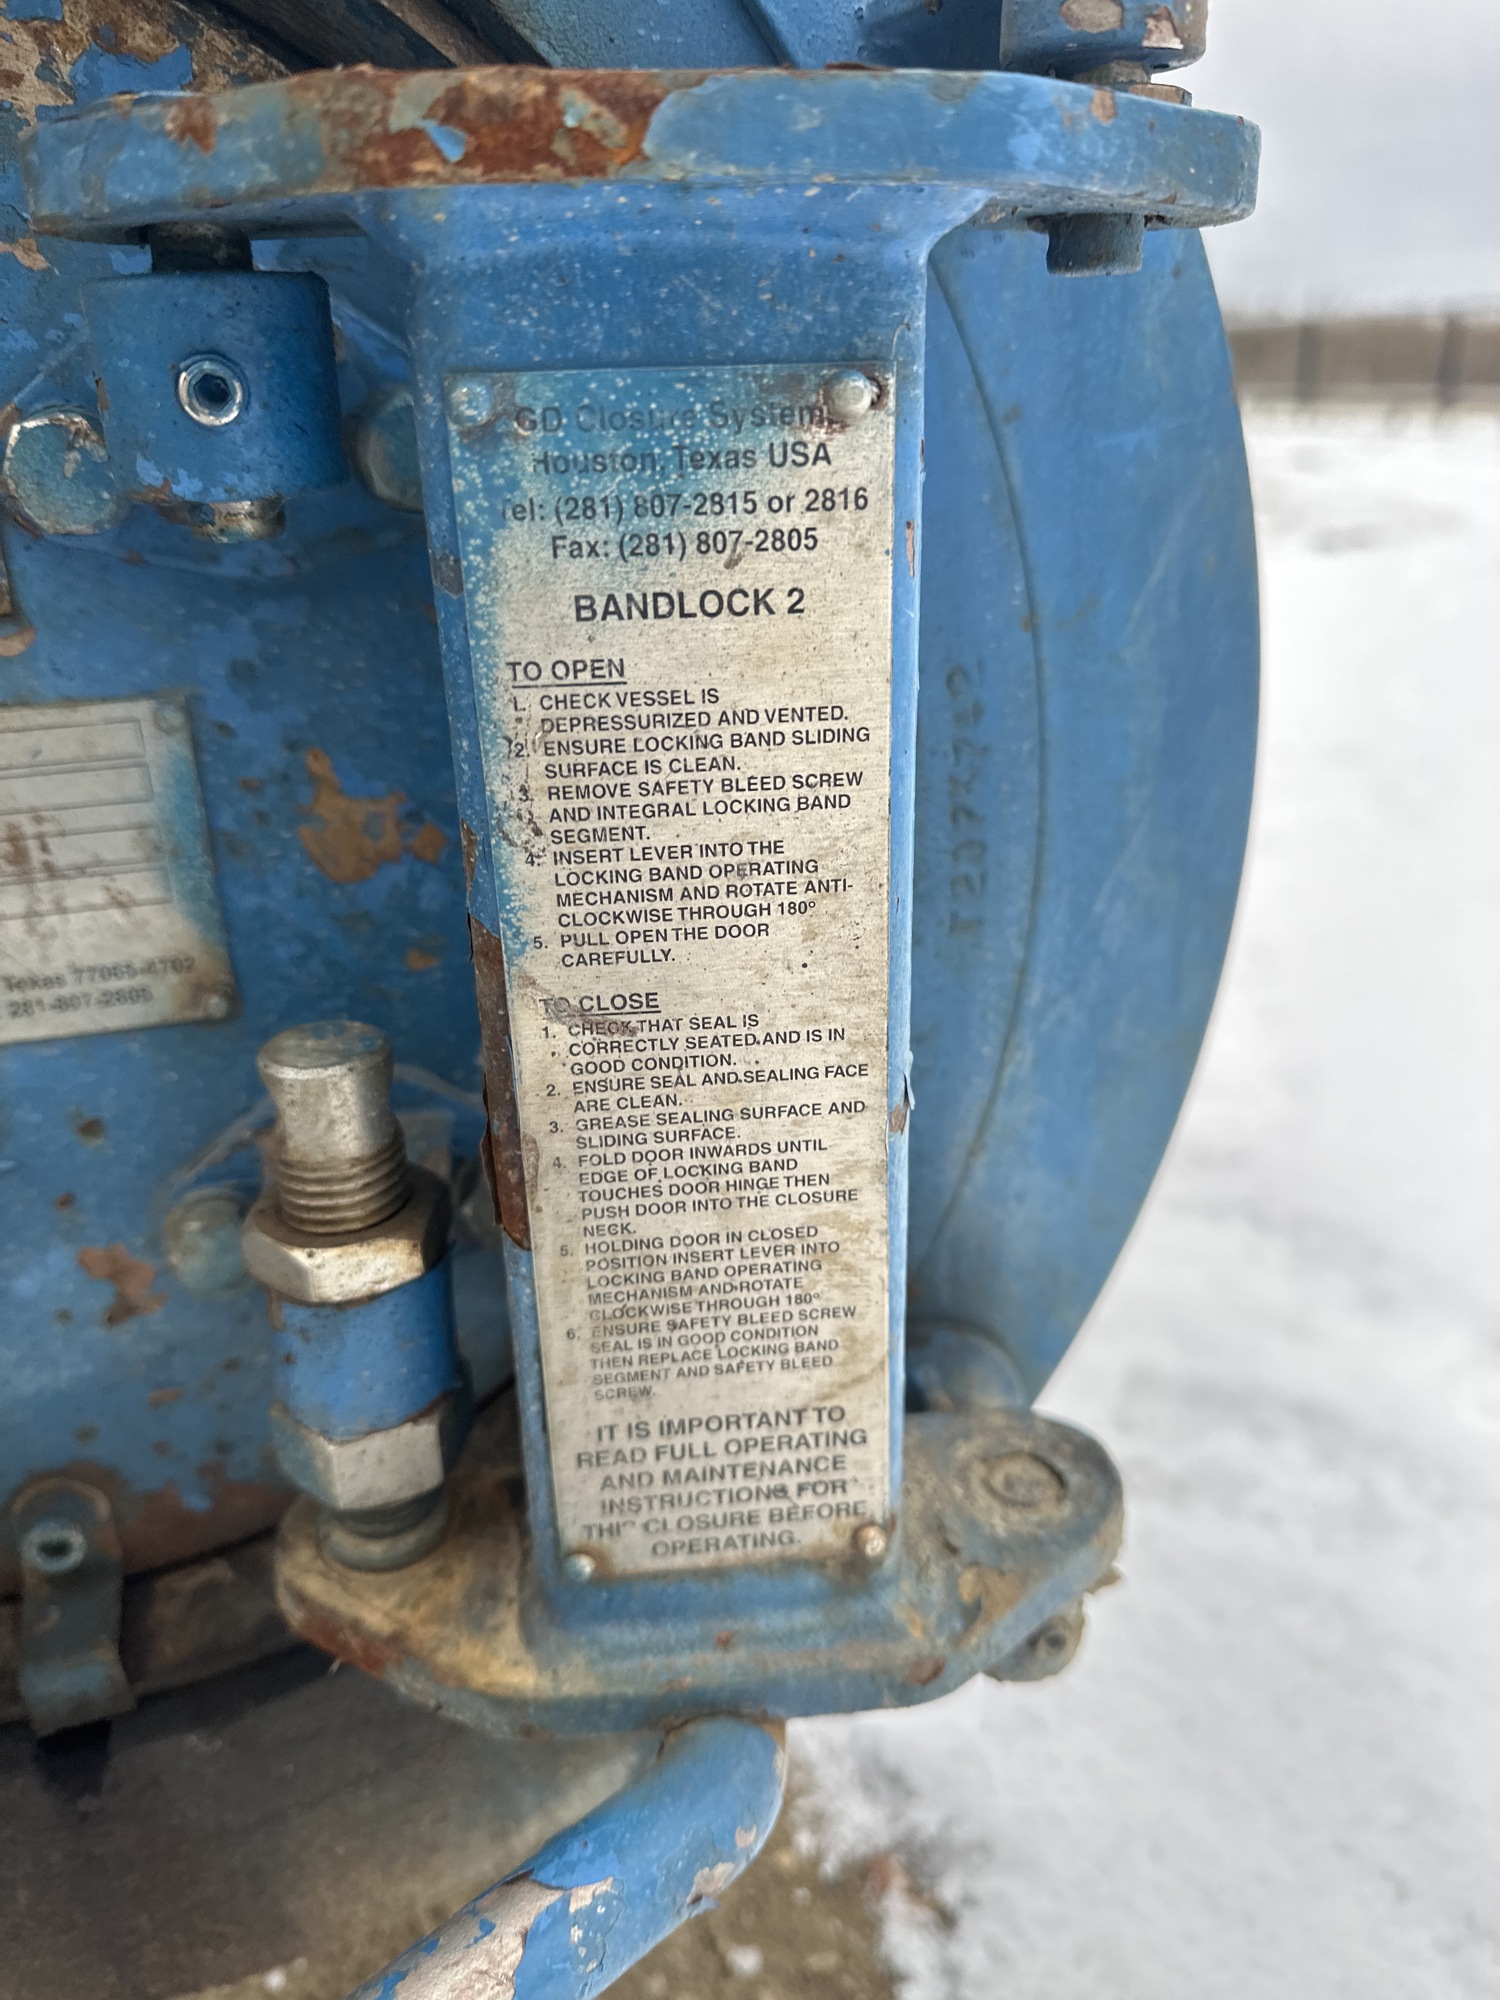 GD Closure Systems
Houston, Texas USA
Tel: (281) 807-2815 or 2816
Fax: (281) 807-2805
BANDLOCK 2
TO OPEN
1. CHECK VESSEL IS
DEPRESSURIZED AND VENTED.
2. ENSURE LOCKING BAND SLIDING
SURFACE IS CLEAN.
3. REMOVE SAFETY BLEED SCREW
AND INTEGRAL LOCKING BAND
SEGMENT.
4. INSERT LEVER INTO THE
LOCKING BAND OPERATING
MECHANISM AND ROTATE ANTI-
CLOCKWISE THROUGH 180°
5. PULL OPEN THE DOOR
CAREFULLY.
TO CLOSE
1. CHECK THAT SEAL IS
CORRECTLY SEATED AND IS IN
GOOD CONDITION.
2. ENSURE SEAL AND SEALING FACE
ARE CLEAN.
3. GREASE SEALING SURFACE AND
SLIDING SURFACE.
4. FOLD DOOR INWARDS UNTIL
EDGE OF LOCKING BAND
TOUCHES DOOR HINGE THEN
PUSH DOOR INTO THE CLOSURE
NECK.
5. HOLDING DOOR IN CLOSED
POSITION INSERT LEVER INTO
LOCKING BAND OPERATING
MECHANISM AND ROTATE
CLOCKWISE THROUGH 180°
6. ENSURE SAFETY BLEED SCREW
SEAL IS IN GOOD CONDITION
THEN REPLACE LOCKING BAND
SEGMENT AND SAFETY BLEED
SCREW.
IT IS IMPORTANT TO
READ FULL OPERATING
AND MAINTENANCE
INSTRUCTIONS FOR
THIS CLOSURE BEFORE
OPERATING.
Texas 77065-4702
281-807-2805